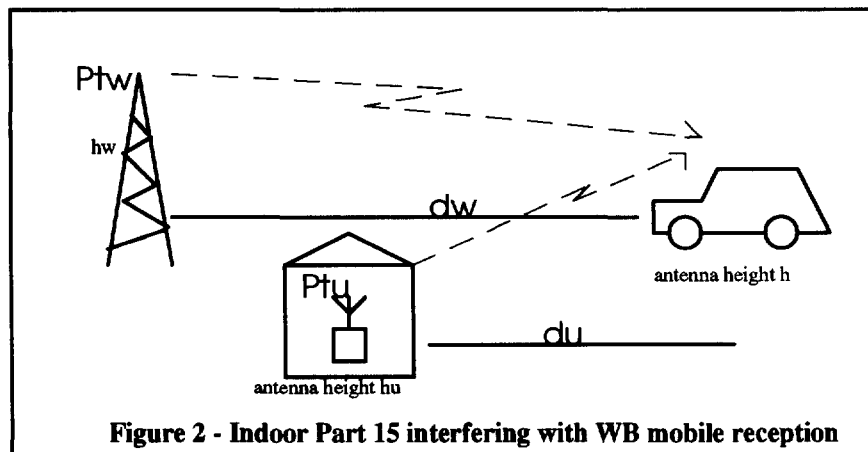 Ptw
hw
dw
antenna height h
Ptu
du
antenna height hu
Figure 2 - Indoor Part 15 interfering with WB mobile reception